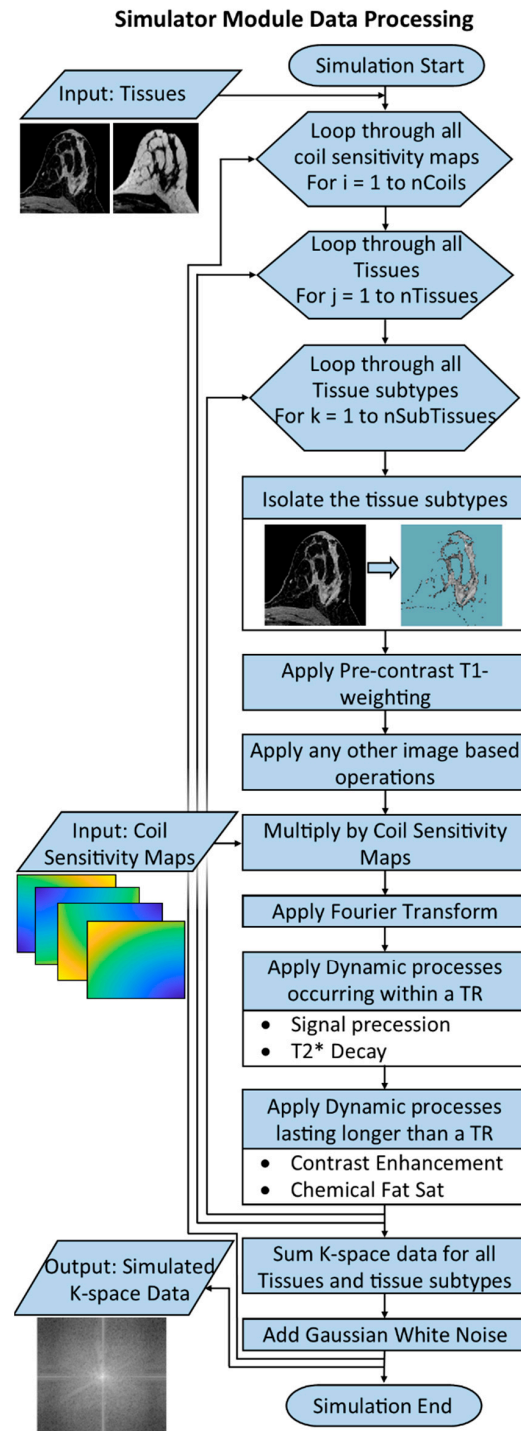 Simulator Module Data Processing
Simulation Start
Input: Tissues
Loop through all
coil sensitivity maps
For i = 1 to nCoils
Loop through all
Tissues
For j = 1 to nTissues
Loop through all
Tissue subtypes
For k = 1 to nSubTissues
Isolate the tissue subtypes
Apply Pre-contrast T1-
weighting
Apply any other image based
operations
Input: Coil
Sensitivity Maps
Multiply by Coil Sensitivity
Maps
Apply Fourier Transform
Apply Dynamic processes
occurring within a TR
• Signal precession
• T2* Decay
Apply Dynamic processes
lasting longer than a TR
• Contrast Enhancement
• Chemical Fat Sat
Sum K-space data for all
Tissues and tissue subtypes
Output: Simulated
K-space Data
Add Gaussian White Noise
Simulation End